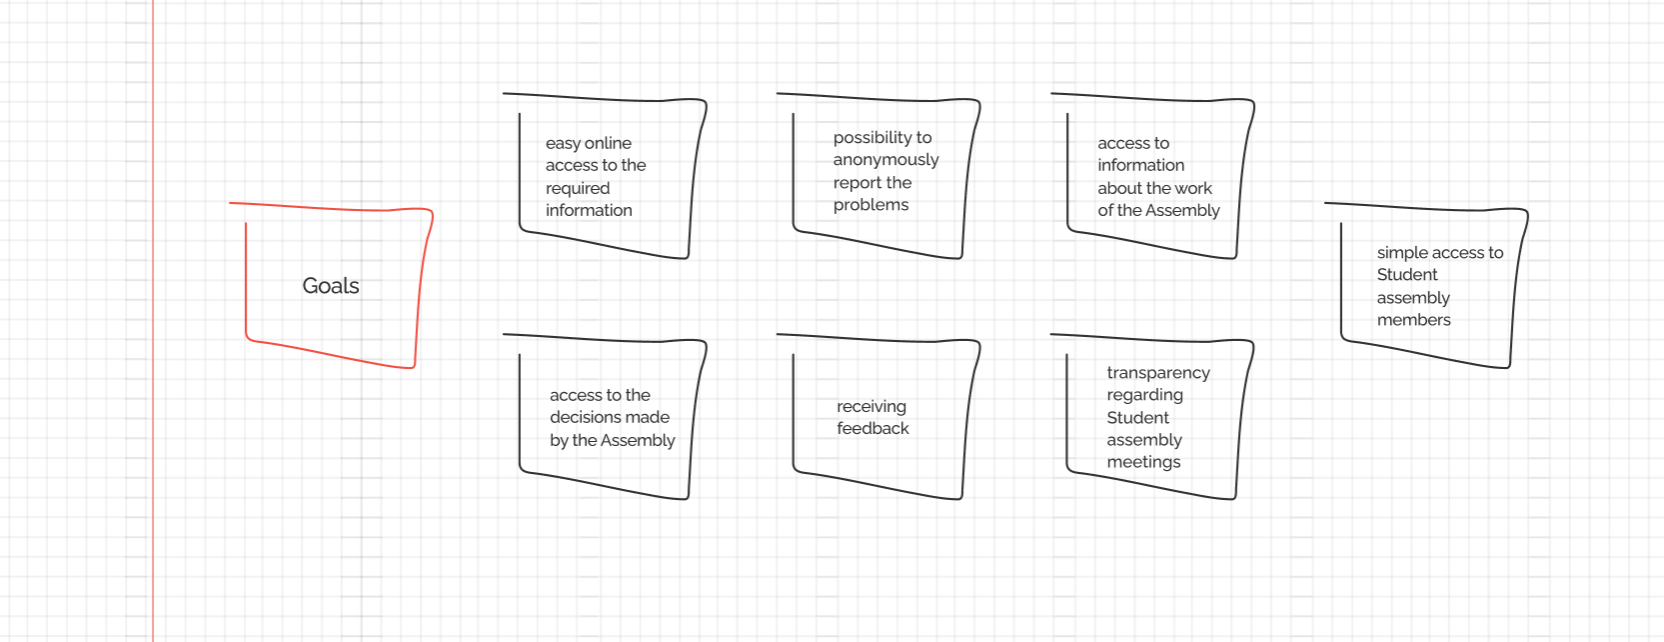 Goals
easy online
access to the
required
information
possibility to
anonymously
report the
problems
access to
information
about the work
of the Assembly
access to the
decisions made
by the Assembly
receiving
feedback
transparency
regarding
Student
assembly
meetings
simple access to
Student
assembly
members